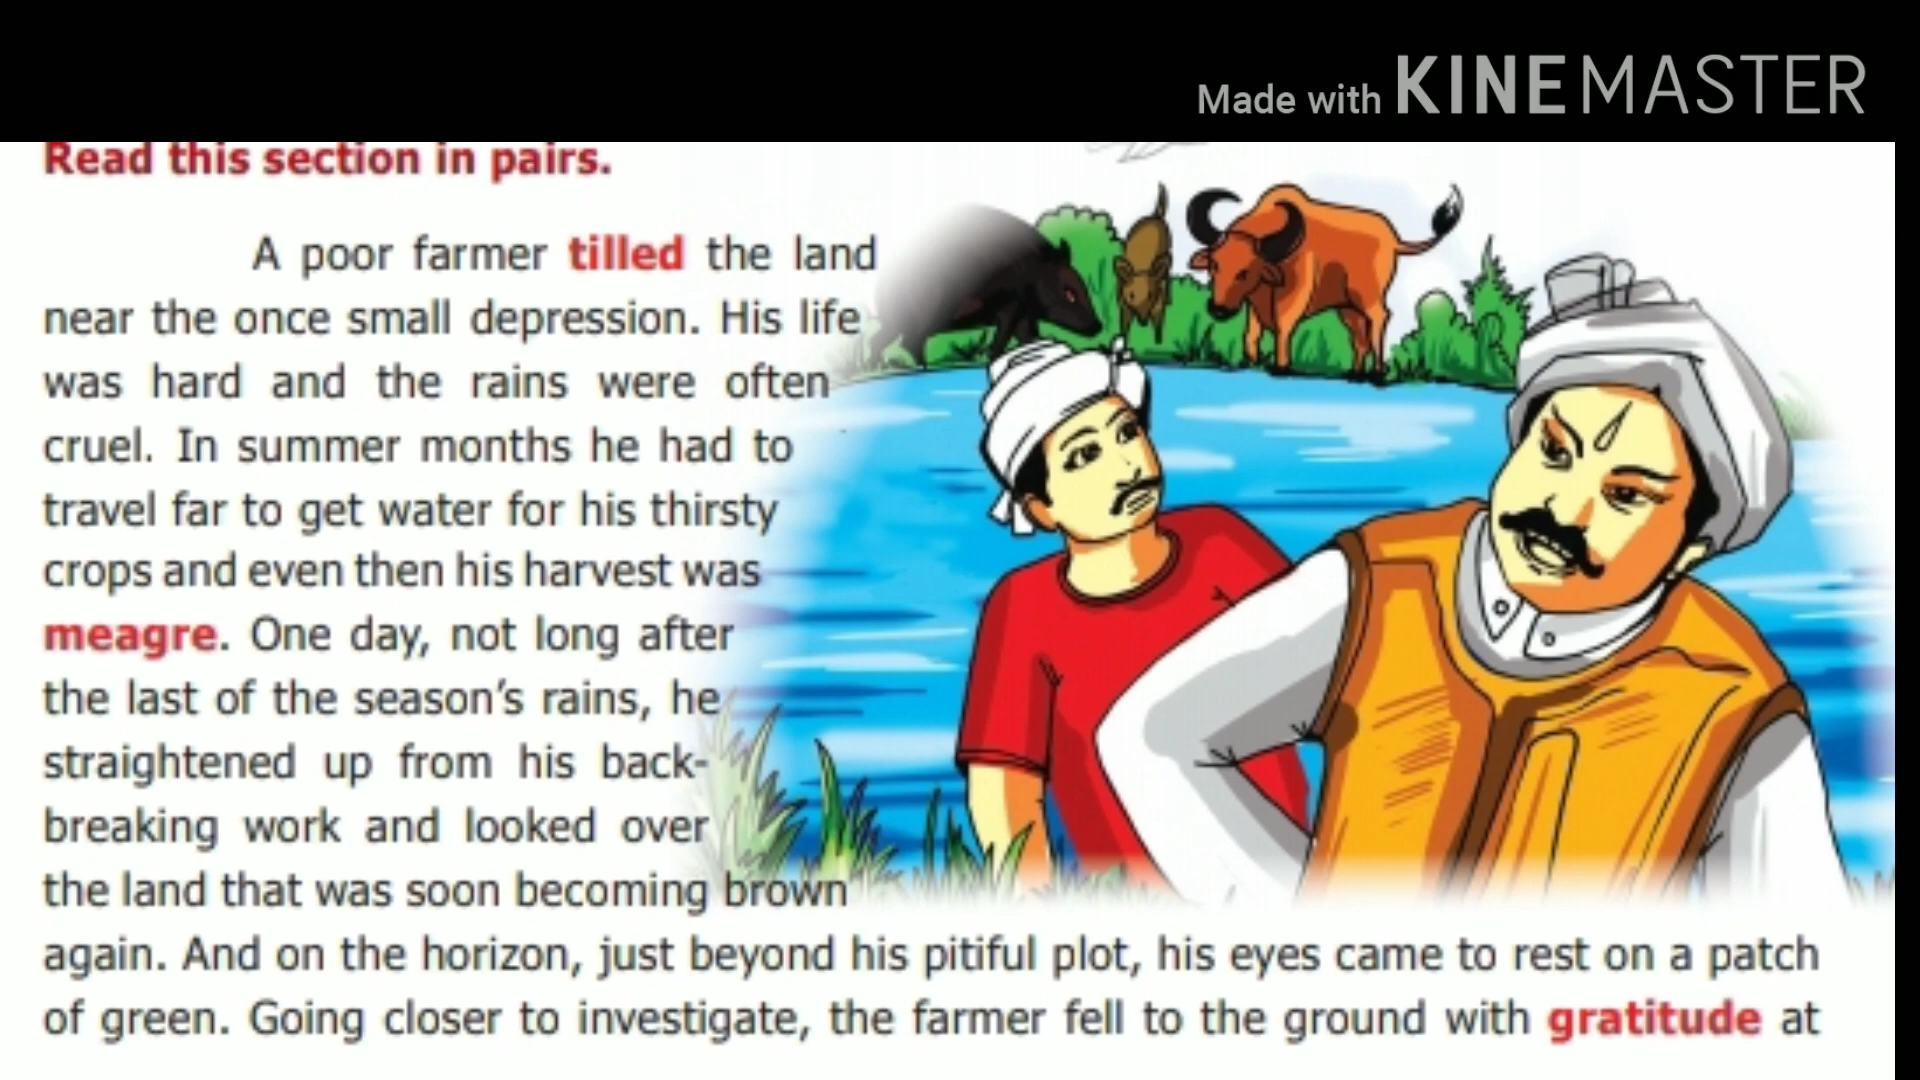 Made with KINEMASTER
Read this section in pairs.
A poor farmer tilled the land
near the once small depression. His life
was hard and the rains were often
cruel. In summer months he had to
travel far to get water for his thirsty
crops and even then his harvest was
meagre. One day, not long after
the last of the season's rains, he
straightened up from his back-
breaking work and looked over
the land that was soon becoming brown
again. And on the horizon, just beyond his pitiful plot, his eyes came to rest on a patch
of green. Going closer to investigate, the farmer fell to the ground with gratitude at